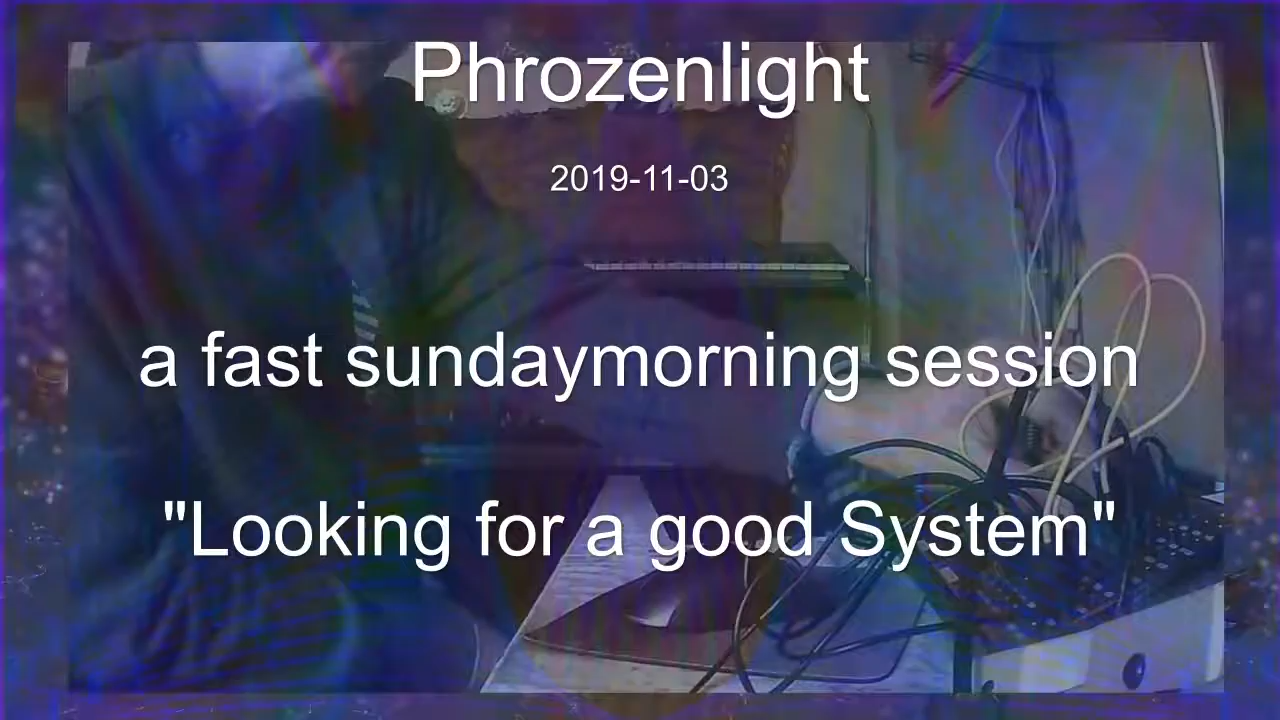 Phrozenlight
2019-11-03
a fast sundaymorning session
"Looking for a good System"